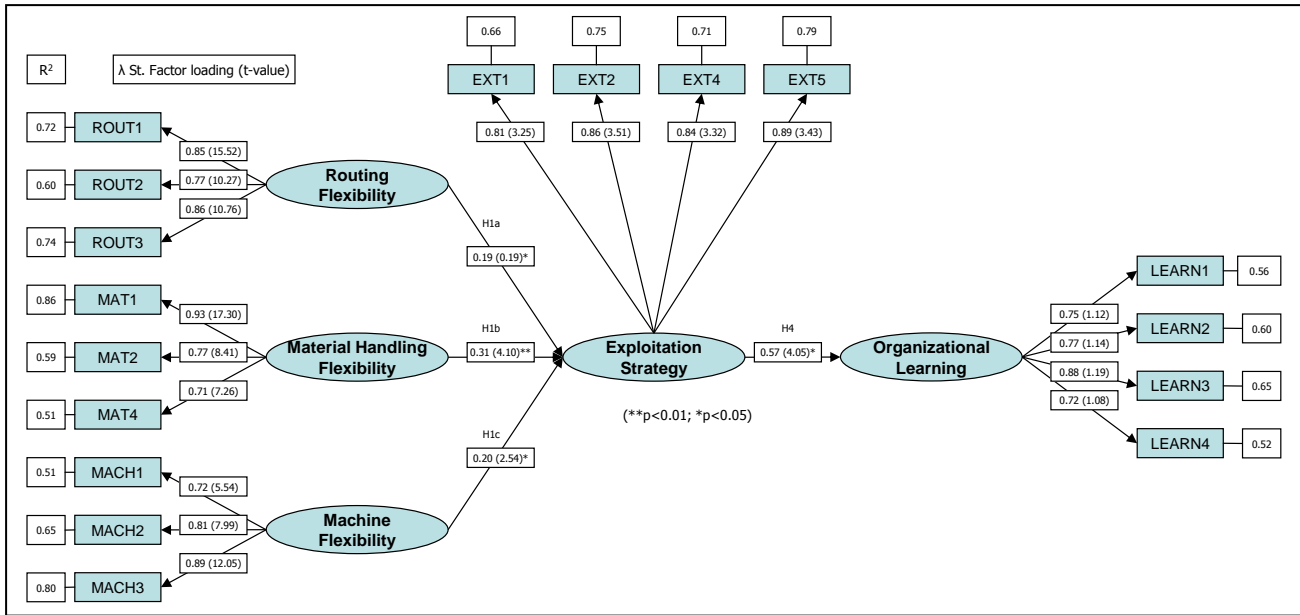 0.66
0.75
0.71
0.79
R²
λ St. Factor loading (t-value)
EXT1
EXT2
EXT4
EXT5
0.81 (3.25)
0.86 (3.51)
0.84 (3.32)
0.89 (3.43)
0.72
ROUT1
0.85 (15.52)
0.60
ROUT2
0.77 (10.27)
0.74
ROUT3
0.86 (10.76)
Routing
Flexibility
H1a
0.19 (0.19)*
0.86
MAT1
0.93 (17.30)
0.59
MAT2
0.77 (8.41)
0.51
MAT4
0.71 (7.26)
Material Handling
Flexibility
H1b
0.31 (4.10)**
Exploitation
Strategy
H4
0.57 (4.05)*
Organizational
Learning
(**p<0.01; *p<0.05)
0.51
MACH1
0.72 (5.54)
0.65
MACH2
0.81 (7.99)
0.80
MACH3
0.89 (12.05)
Machine
Flexibility
H1c
0.20 (2.54)*
0.75 (1.12)
LEARN1
0.56
0.77 (1.14)
LEARN2
0.60
0.88 (1.19)
LEARN3
0.65
0.72 (1.08)
LEARN4
0.52